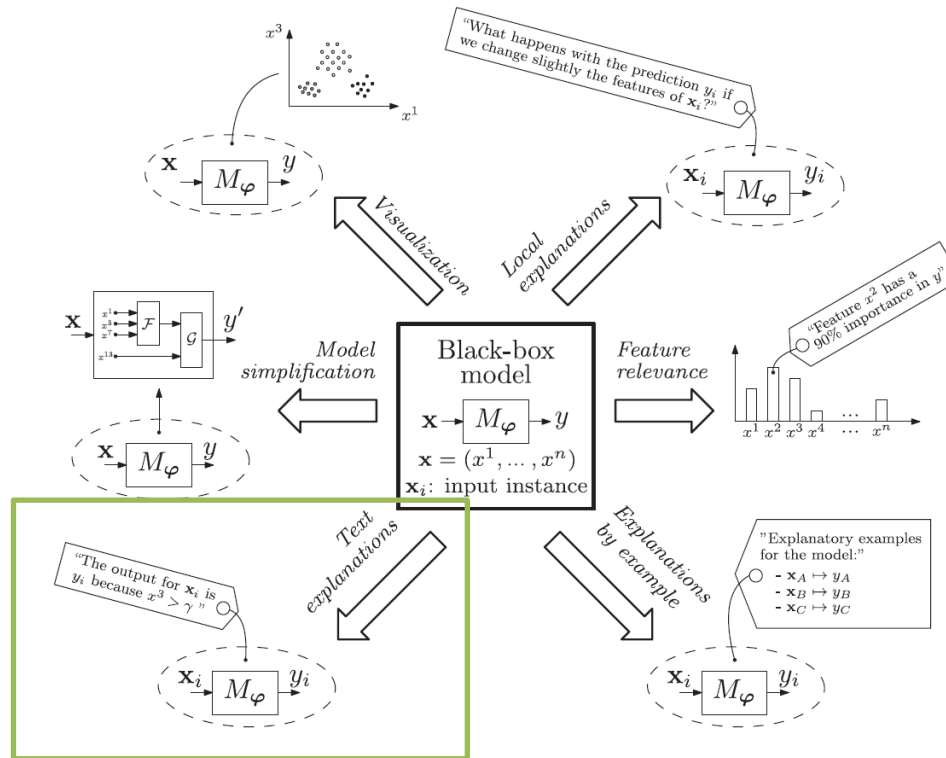 x³
x¹
x
M_φ
y
Visualization
"What happens with the prediction yᵢ if
we change slightly the features of xᵢ?"
xᵢ
M_φ
yᵢ
Local
explanations
x
x¹
x³
x⁷
x¹³
F
G
y′
Model
simplification
x
M_φ
y
Black-box
model
x
M_φ
y
x = (x¹, ... , xⁿ)
xᵢ: input instance
Feature
relevance
"Feature x² has a
90% importance in y"
x¹ x² x³ x⁴ ... xⁿ
...
Text
explanations
"The output for xᵢ is
yᵢ because x³ > γ "
xᵢ
M_φ
yᵢ
Explanations
by example
"Explanatory examples
for the model:"
- x_A ↦ y_A
- x_B ↦ y_B
- x_C ↦ y_C
xᵢ
M_φ
yᵢ